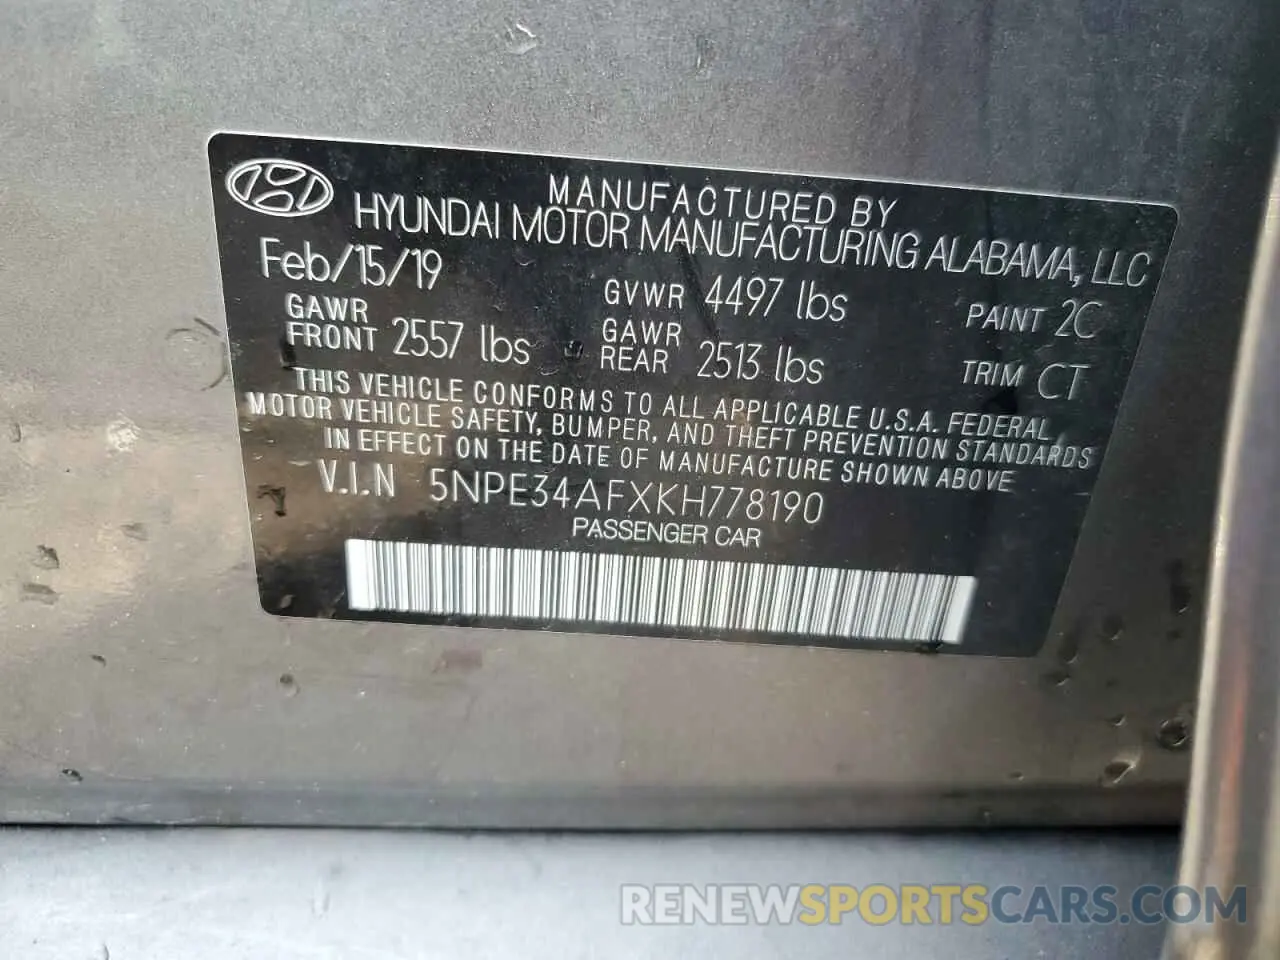 MANUFACTURED BY
HYUNDAI MOTOR MANUFACTURING ALABAMA, LLC
Feb/15/19
GVWR 4497 lbs
PAINT 2C
GAWR FRONT 2557 lbs
GAWR REAR 2513 lbs
TRIM CT
THIS VEHICLE CONFORMS TO ALL APPLICABLE U.S.A. FEDERAL
MOTOR VEHICLE SAFETY, BUMPER, AND THEFT PREVENTION STANDARDS
IN EFFECT ON THE DATE OF MANUFACTURE SHOWN ABOVE
V.I.N 5NPE34AFXKH778190
PASSENGER CAR
RENEWSPORTSCARS.COM